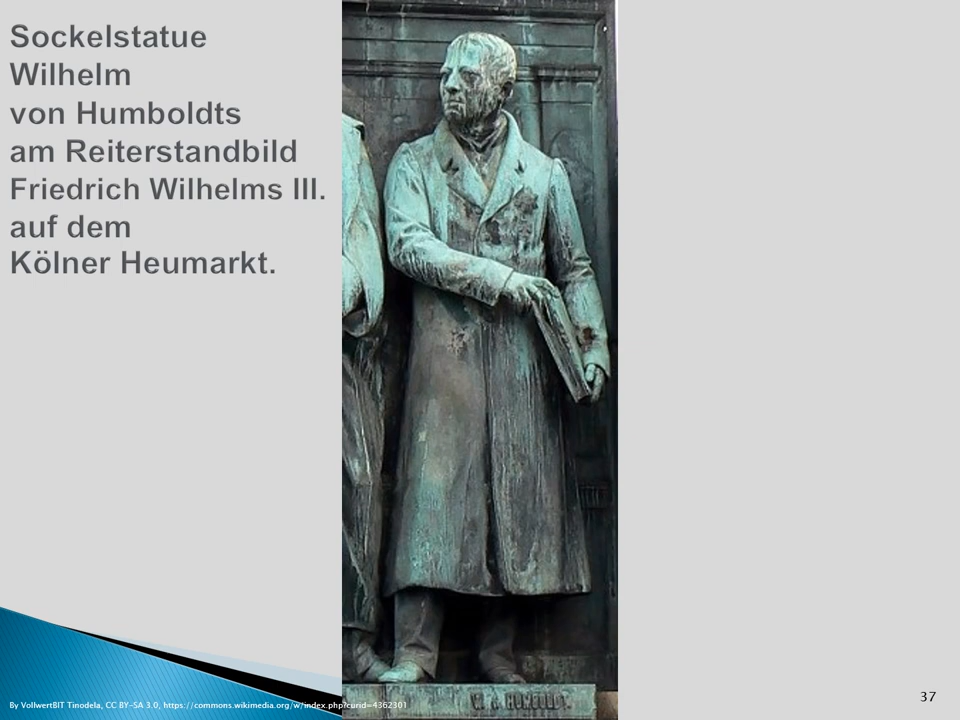 Sockelstatue
Wilhelm
von Humboldts
am Reiterstandbild
Friedrich Wilhelms III.
auf dem
Kölner Heumarkt.
W. V. HUMBOLDT
By VollwertBIT Tinodela, CC BY-SA 3.0, https://commons.wikimedia.org/w/index.php?curid=4362301
37